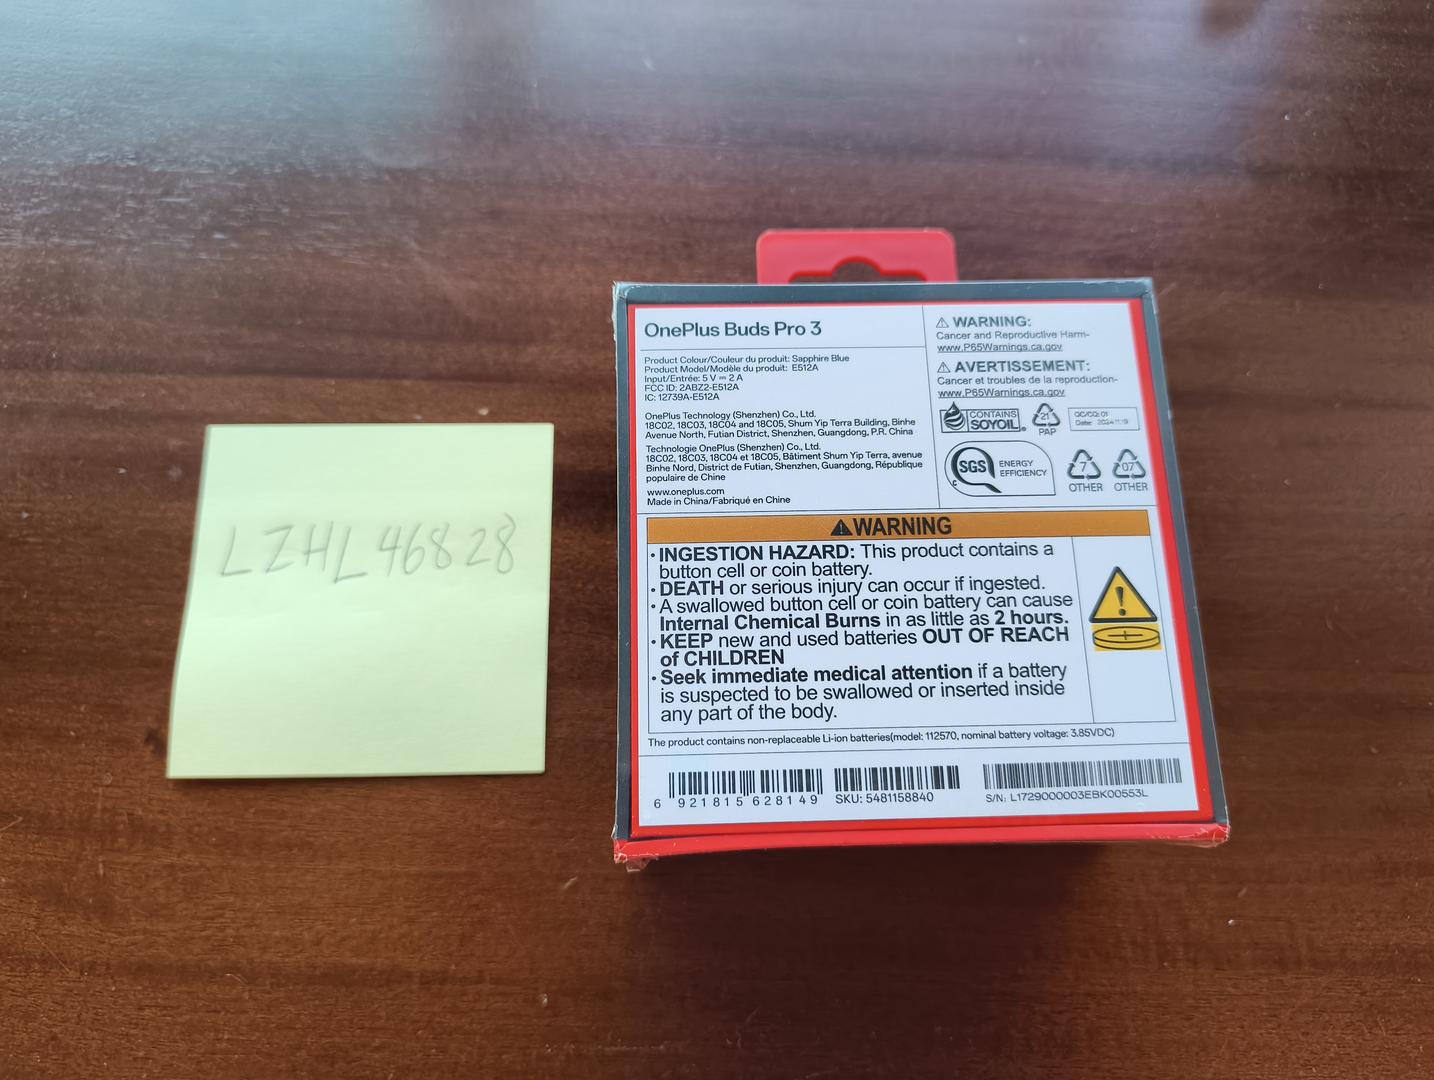 LZHL46828
OnePlus Buds Pro 3
Product Colour/Couleur du produit: Sapphire Blue
Product Model/Modèle du produit: E512A
Input/Entrée: 5 V ⎓ 2 A
FCC ID: 2ABZ2-E512A
IC: 12739A-E512A
OnePlus Technology (Shenzhen) Co., Ltd.
18C02, 18C03, 18C04 and 18C05, Shum Yip Terra Building, Binhe
Avenue North, Futian District, Shenzhen, Guangdong, P.R. China
Technologie OnePlus (Shenzhen) Co., Ltd.
18C02, 18C03, 18C04 et 18C05, Bâtiment Shum Yip Terra, avenue
Binhe Nord, District de Futian, Shenzhen, Guangdong, République
populaire de Chine
www.oneplus.com
Made in China/Fabriqué en Chine
⚠ WARNING:
Cancer and Reproductive Harm-
www.P65Warnings.ca.gov
⚠ AVERTISSEMENT:
Cancer et troubles de la reproduction-
www.P65Warnings.ca.gov
CONTAINS
SOYOIL
21
PAP
QC/CQ: 01
Date: 2024.11.19
SGS
C
ENERGY
EFFICIENCY
7
OTHER
07
OTHER
⚠WARNING
· INGESTION HAZARD: This product contains a
button cell or coin battery.
· DEATH or serious injury can occur if ingested.
· A swallowed button cell or coin battery can cause
Internal Chemical Burns in as little as 2 hours.
· KEEP new and used batteries OUT OF REACH
of CHILDREN
· Seek immediate medical attention if a battery
is suspected to be swallowed or inserted inside
any part of the body.
The product contains non-replaceable Li-ion batteries(model: 112570, nominal battery voltage: 3.85VDC)
6 921815 628149
SKU: 5481158840
S/N: L1729000003EBK00553L